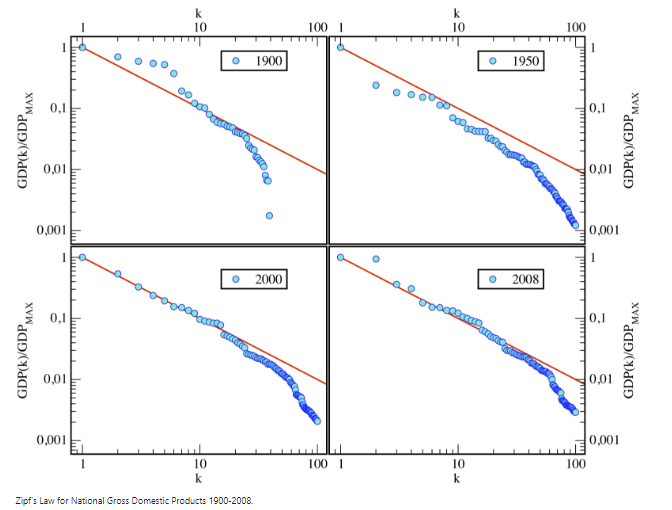 k
1 10 100
k
1 10 100
1900
1950
1
0,1
0,01
0,001
GDP(k)/GDP_MAX
1
0,1
0,01
0,001
GDP(k)/GDP_MAX
2000
2008
1
0,1
0,01
0,001
GDP(k)/GDP_MAX
1
0,1
0,01
0,001
GDP(k)/GDP_MAX
1 10 100
k
1 10 100
k
Zipf's Law for National Gross Domestic Products 1900-2008.